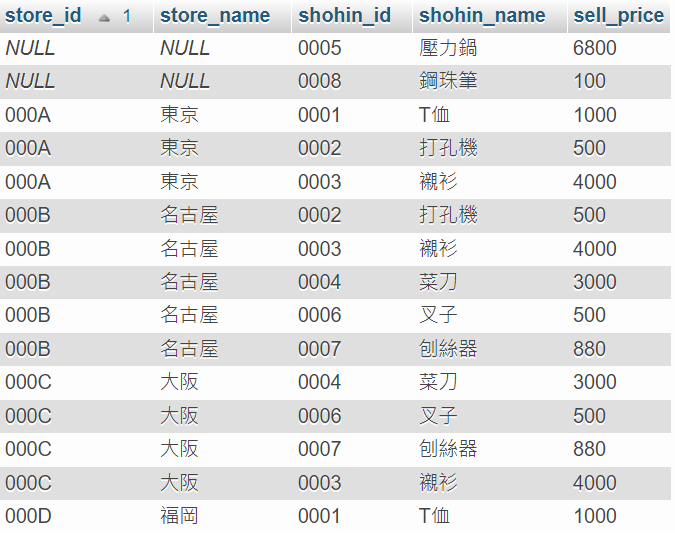 store_id 1 store_name shohin_id shohin_name sell_price
NULL NULL 0005 壓力鍋 6800
NULL NULL 0008 鋼珠筆 100
000A 東京 0001 T恤 1000
000A 東京 0002 打孔機 500
000A 東京 0003 襯衫 4000
000B 名古屋 0002 打孔機 500
000B 名古屋 0003 襯衫 4000
000B 名古屋 0004 菜刀 3000
000B 名古屋 0006 叉子 500
000B 名古屋 0007 刨絲器 880
000C 大阪 0004 菜刀 3000
000C 大阪 0006 叉子 500
000C 大阪 0007 刨絲器 880
000C 大阪 0003 襯衫 4000
000D 福岡 0001 T恤 1000